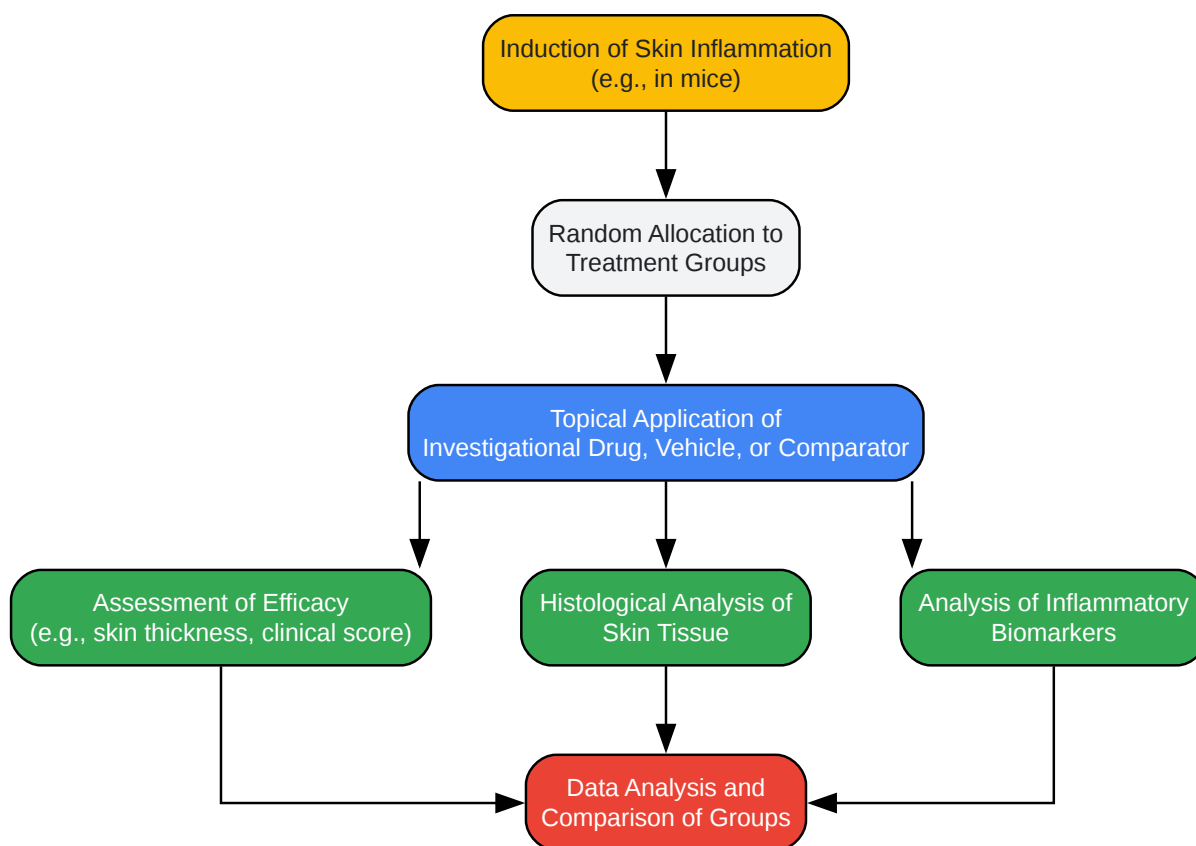 Induction of Skin Inflammation
(e.g., in mice)
Random Allocation to
Treatment Groups
Topical Application of
Investigational Drug, Vehicle, or Comparator
Assessment of Efficacy
(e.g., skin thickness, clinical score)
Histological Analysis of
Skin Tissue
Analysis of Inflammatory
Biomarkers
Data Analysis and
Comparison of Groups